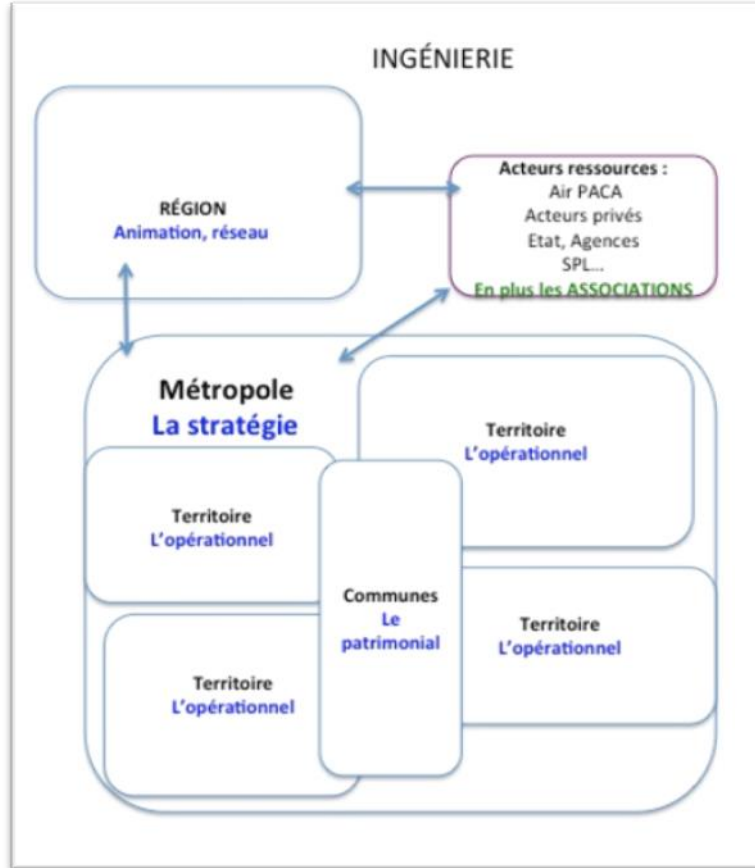 INGÉNIERIE
RÉGION
Animation, réseau
Acteurs ressources :
Air PACA
Acteurs privés
Etat, Agences
SPL...
En plus les ASSOCIATIONS
Métropole
La stratégie
Territoire
L'opérationnel
Territoire
L'opérationnel
Communes
Le
patrimonial
Territoire
L'opérationnel
Territoire
L'opérationnel